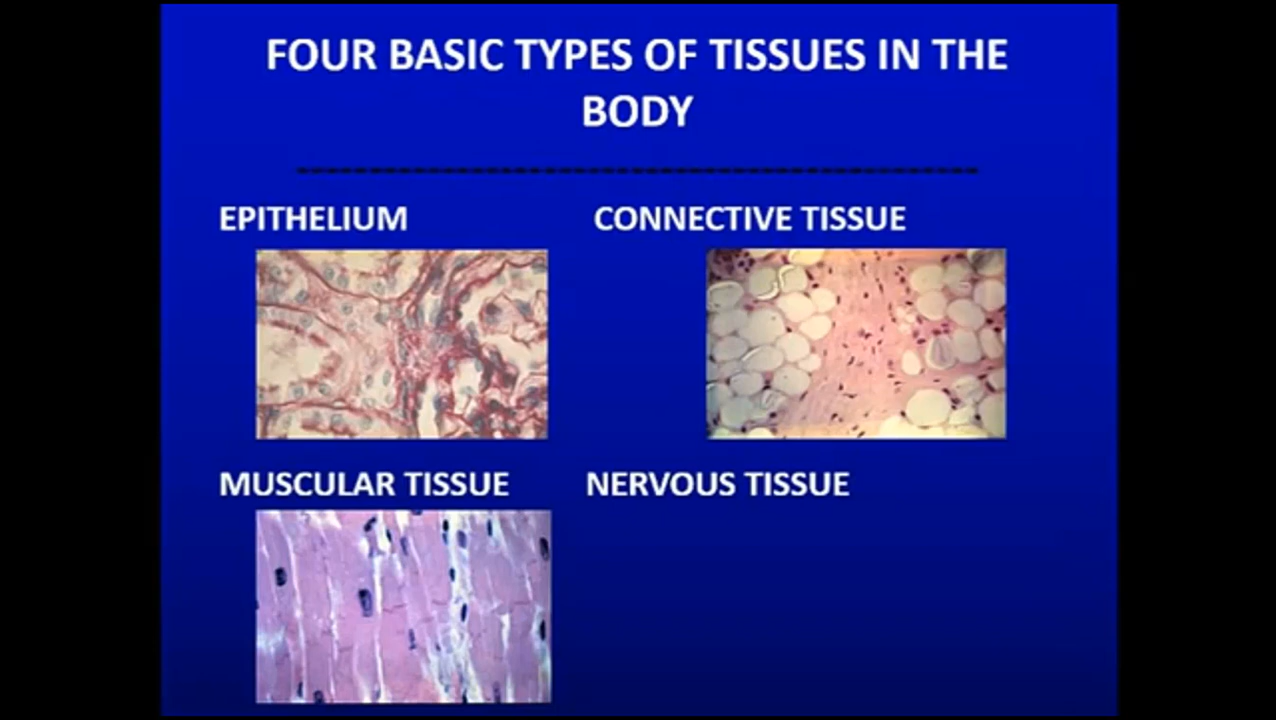 FOUR BASIC TYPES OF TISSUES IN THE
BODY
EPITHELIUM
CONNECTIVE TISSUE
MUSCULAR TISSUE
NERVOUS TISSUE